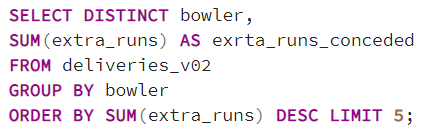 SELECT DISTINCT bowler,
SUM(extra_runs) AS exrta_runs_conceded
FROM deliveries_v02
GROUP BY bowler
ORDER BY SUM(extra_runs) DESC LIMIT 5;